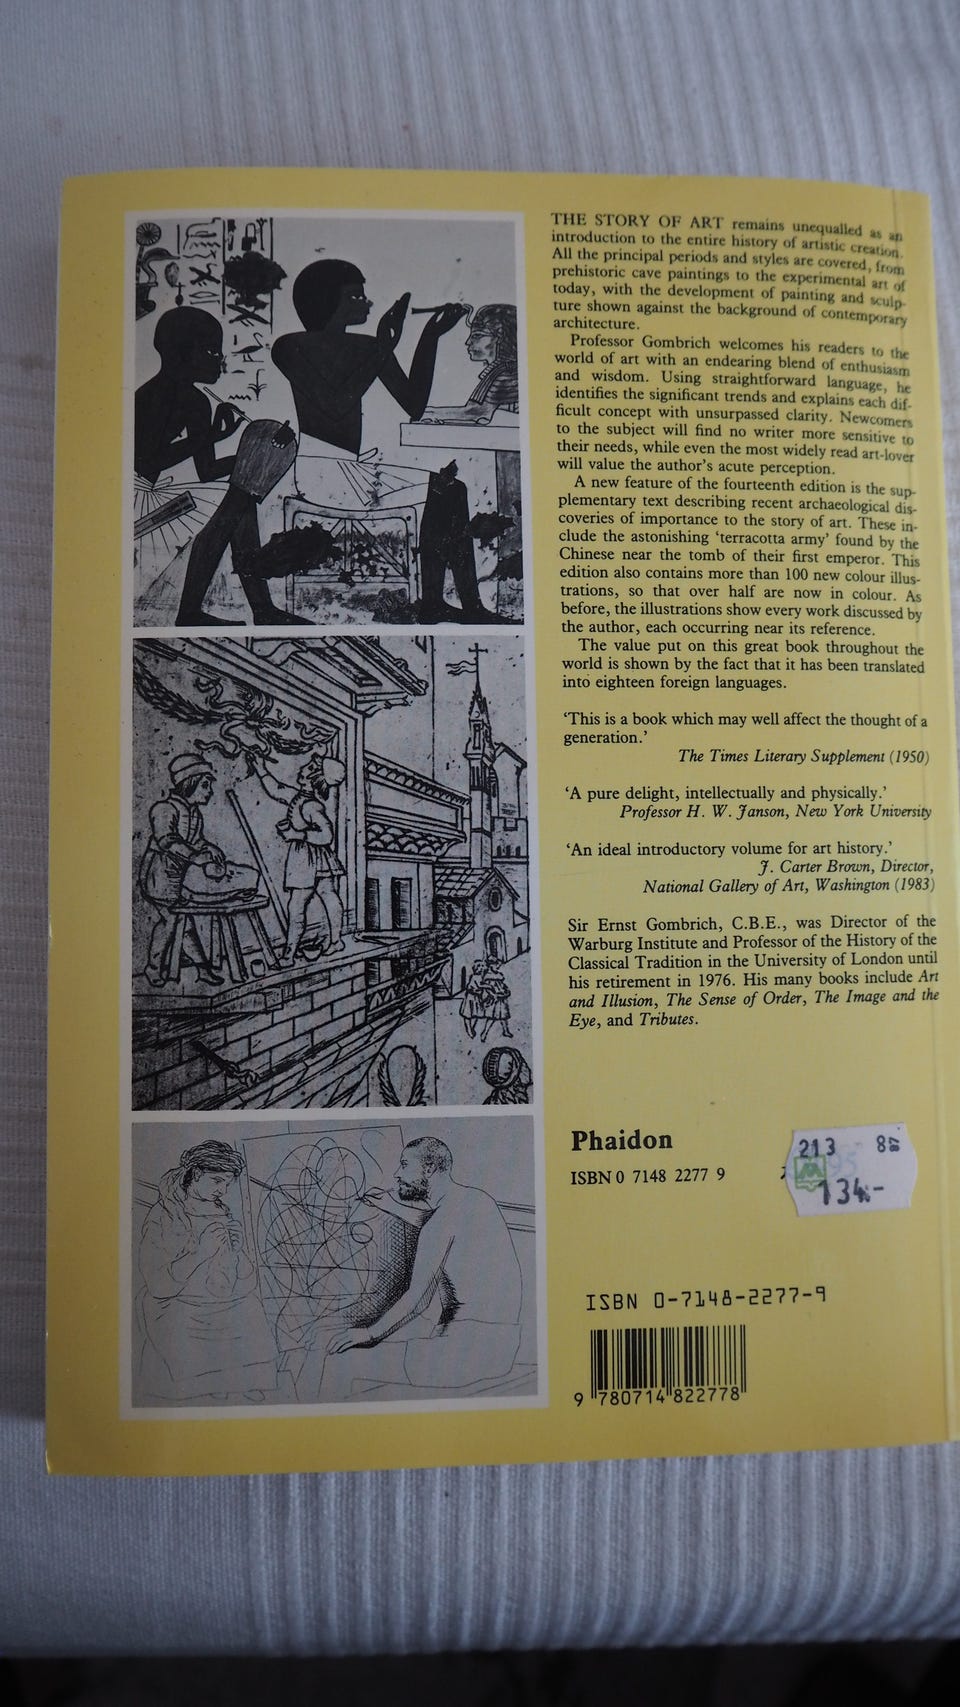 THE STORY OF ART remains unequalled as an
introduction to the entire history of artistic creation.
All the principal periods and styles are covered, from
prehistoric cave paintings to the experimental art of
today, with the development of painting and sculp-
ture shown against the background of contemporary
architecture.
Professor Gombrich welcomes his readers to the
world of art with an endearing blend of enthusiasm
and wisdom. Using straightforward language, he
identifies the significant trends and explains each dif-
ficult concept with unsurpassed clarity. Newcomers
to the subject will find no writer more sensitive to
their needs, while even the most widely read art-lover
will value the author's acute perception.
A new feature of the fourteenth edition is the sup-
plementary text describing recent archaeological dis-
coveries of importance to the story of art. These in-
clude the astonishing ‘terracotta army’ found by the
Chinese near the tomb of their first emperor. This
edition also contains more than 100 new colour illus-
trations, so that over half are now in colour. As
before, the illustrations show every work discussed by
the author, each occurring near its reference.
The value put on this great book throughout the
world is shown by the fact that it has been translated
into eighteen foreign languages.
‘This is a book which may well affect the thought of a
generation.’
The Times Literary Supplement (1950)
‘A pure delight, intellectually and physically.’
Professor H. W. Janson, New York University
‘An ideal introductory volume for art history.’
J. Carter Brown, Director,
National Gallery of Art, Washington (1983)
Sir Ernst Gombrich, C.B.E., was Director of the
Warburg Institute and Professor of the History of the
Classical Tradition in the University of London until
his retirement in 1976. His many books include Art
and Illusion, The Sense of Order, The Image and the
Eye, and Tributes.
Phaidon
ISBN 0 7148 2277 9
213
134:-
ISBN 0-7148-2277-9
9 780714 822778